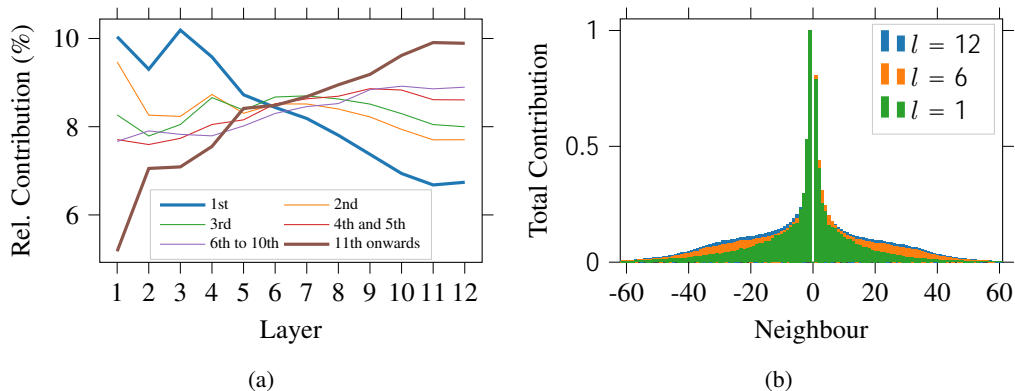 10
8
6
Rel. Contribution (%)
1st 2nd
3rd 4th and 5th
6th to 10th 11th onwards
1 2 3 4 5 6 7 8 9 10 11 12
Layer
(a)
1
0.5
0
Total Contribution
l = 12
l = 6
l = 1
-60 -40 -20 0 20 40 60
Neighbour
(b)